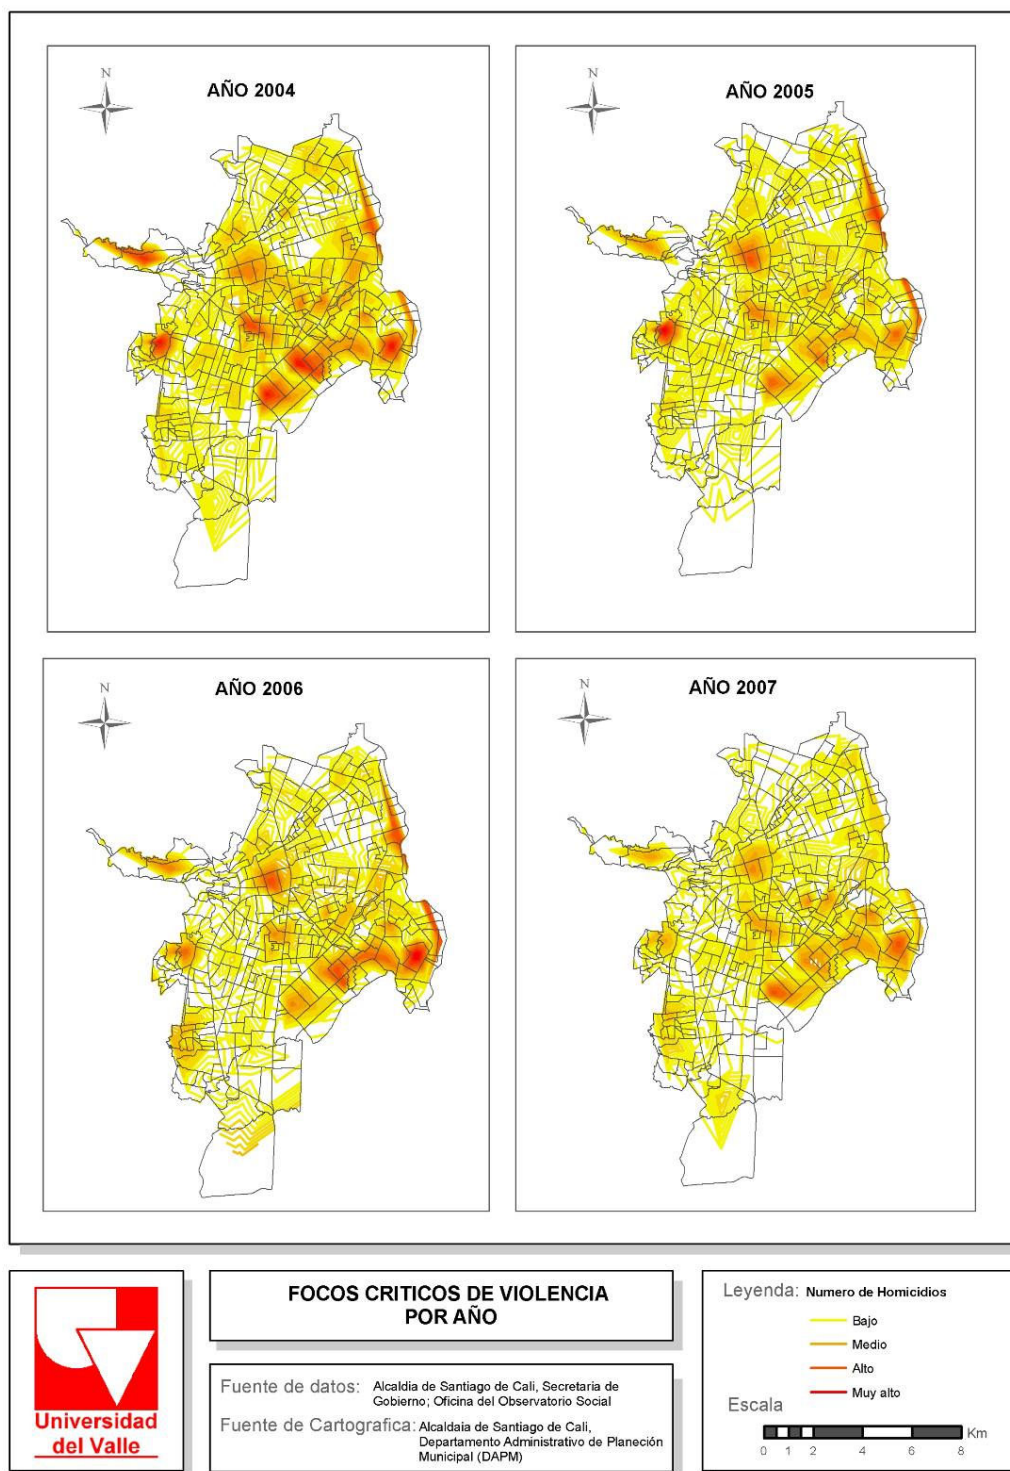 AÑO 2004
N
AÑO 2005
N
AÑO 2006
N
AÑO 2007
N
Universidad
del Valle
FOCOS CRITICOS DE VIOLENCIA
POR AÑO
Fuente de datos: Alcaldia de Santiago de Cali, Secretaria de
Gobierno; Oficina del Observatorio Social
Fuente de Cartografica: Alcaldaia de Santiago de Cali,
Departamento Administrativo de Planeción
Municipal (DAPM)
Leyenda: Numero de Homicidios
Bajo
Medio
Alto
Muy alto
Escala
Km
0 1 2 4 6 8